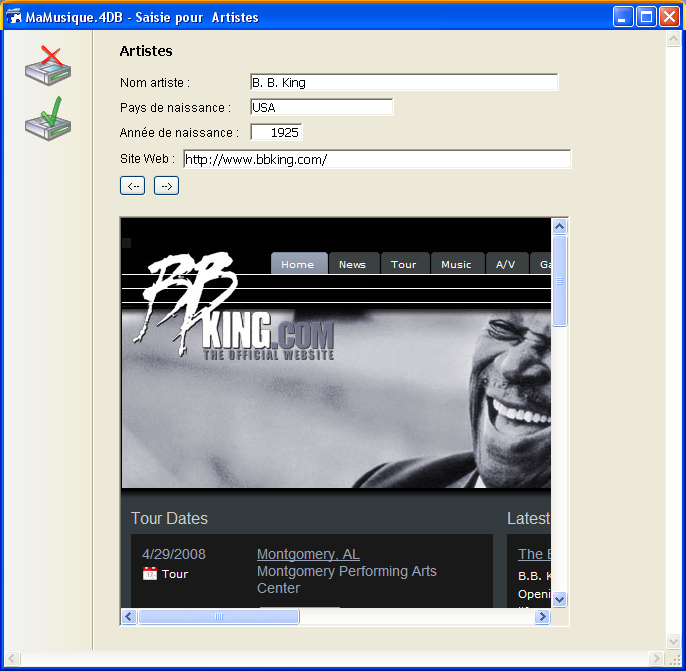 MaMusique.4DB - Saisie pour Artistes
Artistes
Nom artiste : B. B. King
Pays de naissance : USA
Année de naissance : 1925
Site Web : http://www.bbking.com/
<-- -->
Home News Tour Music A/V Ga
BB
KING.COM
THE OFFICIAL WEBSITE
Tour Dates Latest
4/29/2008 Montgomery, AL The B
Tour Montgomery Performing Arts B.B. K
Center Openi